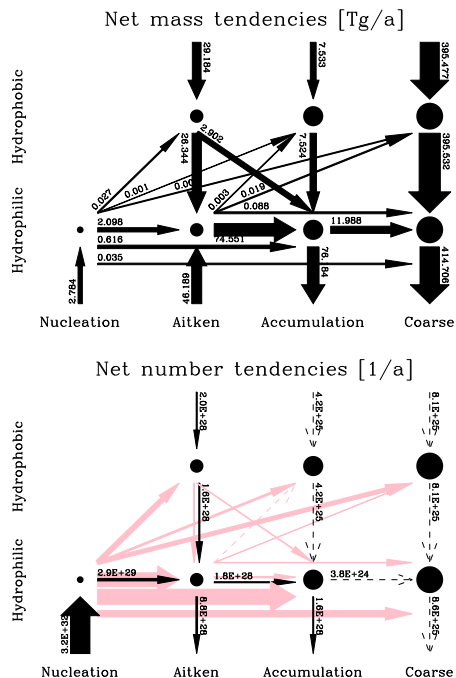 Net mass tendencies [Tg/a]
29.184
7.533
395.477
Hydrophobic
26.344
2.902
7.524
395.532
0.027
0.001
0.003
0.019
0.088
Hydrophilic
2.098
74.551
11.988
0.616
0.035
2.784
46.189
76.184
414.706
Nucleation Aitken Accumulation Coarse
Net number tendencies [1/a]
2.0E+28
4.2E+25
8.1E+25
Hydrophobic
1.6E+28
4.2E+25
8.1E+25
Hydrophilic
2.9E+29
1.8E+28
3.8E+24
3.2E+32
8.8E+28
1.6E+28
8.6E+25
Nucleation Aitken Accumulation Coarse